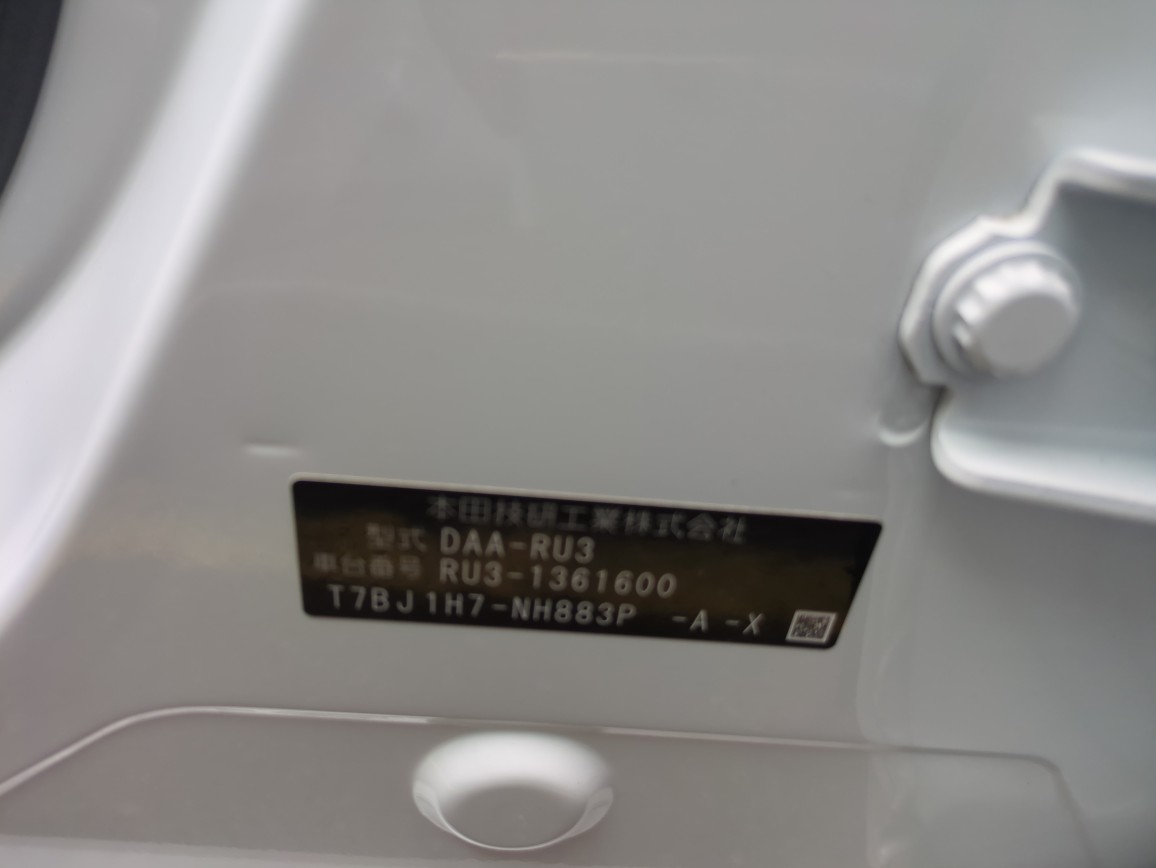 本田技研工業株式会社
型式 DAA-RU3
車台番号 RU3-1361600
T7BJ1H7-NH883P -A -X